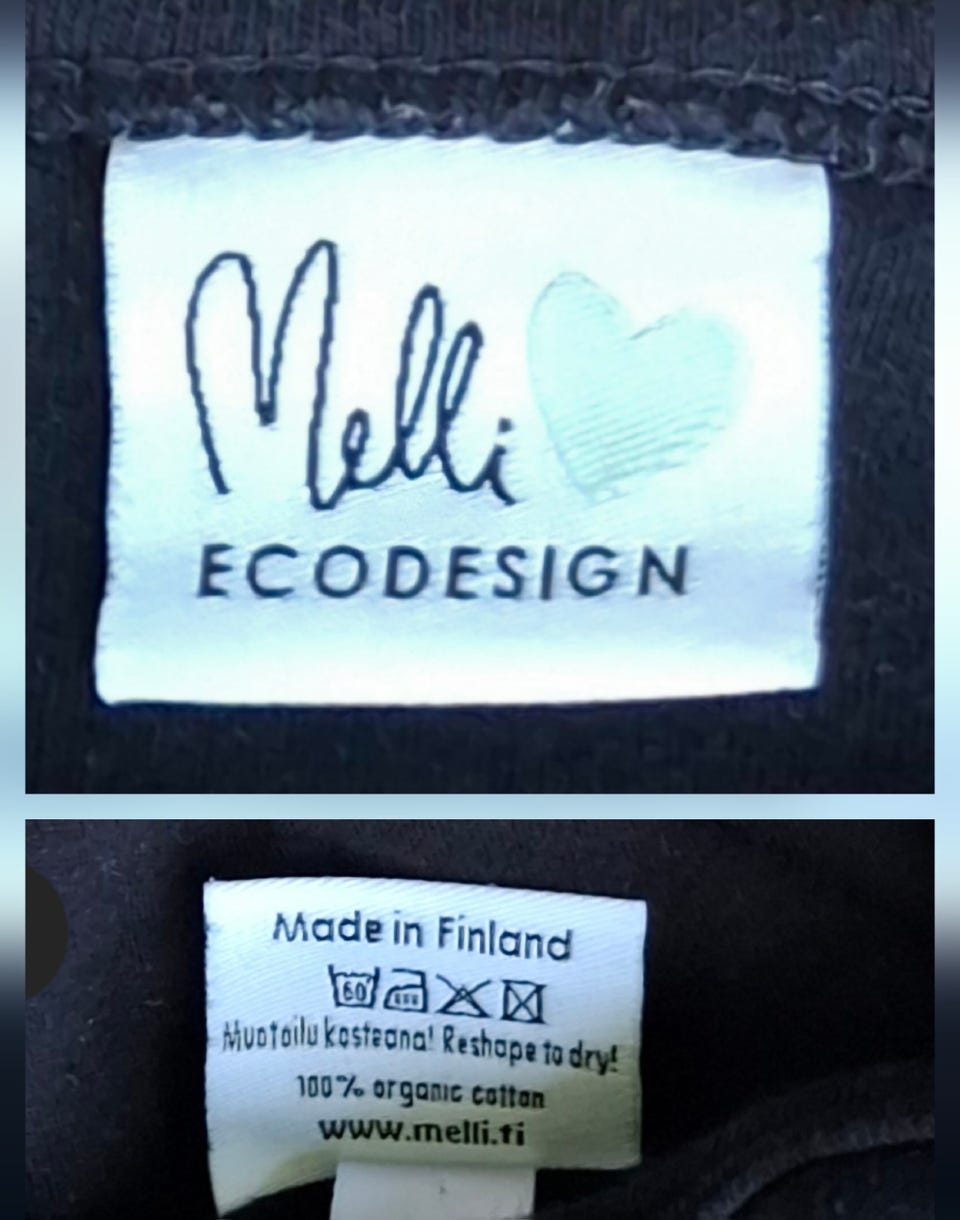 Melli
ECODESIGN
Made in Finland
60
Muotoilu kosteana! Reshape to dry!
100% organic cotton
www.melli.fi